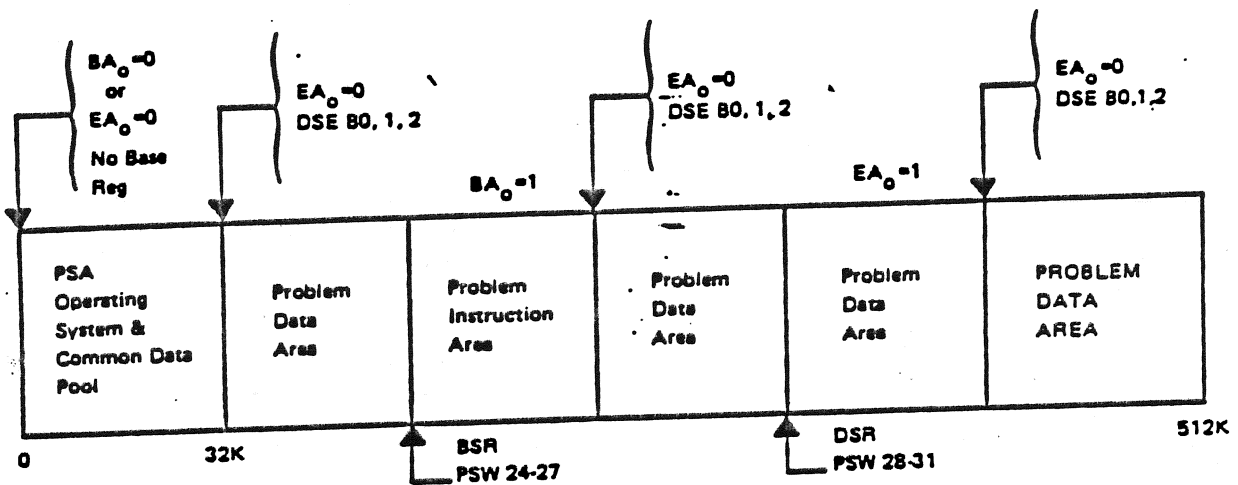 BA₀=0
or
EA₀=0
No Base
Reg
EA₀=0
DSE B0, 1, 2
EA₀=0
DSE B0, 1, 2
EA₀=0
DSE B0,1,2
BA₀=1
EA₀=1
PSA
Operating
System &
Common Data
Pool
Problem
Data
Area
Problem
Instruction
Area
Problem
Data
Area
Problem
Data
Area
PROBLEM
DATA
AREA
0
32K
BSR
PSW 24-27
DSR
PSW 28-31
512K